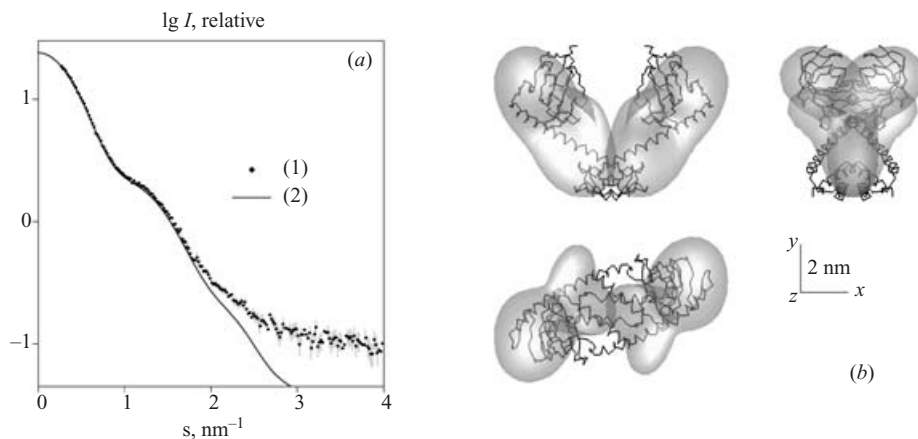 lg I, relative
(a)
1
(1)
(2)
0
−1
0 1 2 3 4
s, nm⁻¹
y
2 nm
z x
(b)